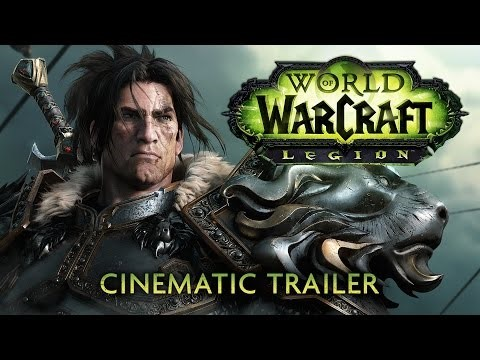 WORLD
OF
WARCRAFT
LEGION
CINEMATIC TRAILER